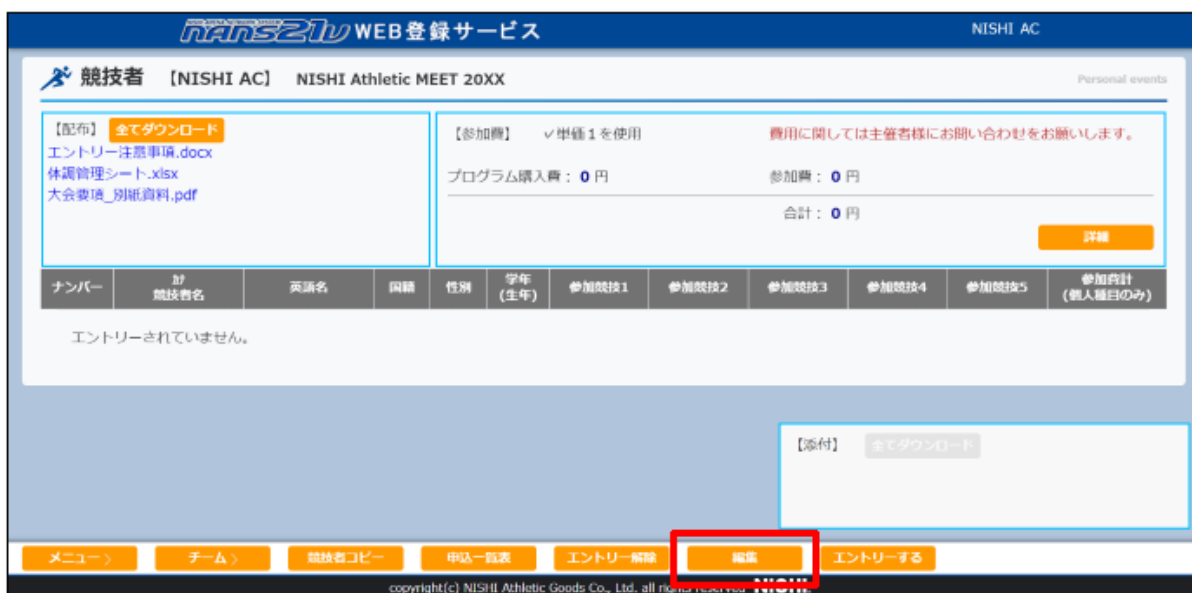 nANS21V WEB登録サービス NISHI AC
競技者 【NISHI AC】 NISHI Athletic MEET 20XX Personal events
【配布】 全てダウンロード
エントリー注意事項.docx
体調管理シート.xlsx
大会要項_別紙資料.pdf
【参加費】 ✓単価１を使用 費用に関しては主催者様にお問い合わせをお願いします。
プログラム購入費： 0 円 参加費： 0 円
合計： 0 円
詳細
ナンバー ｶﾅ 競技者名 英語名 国籍 性別 学年 (生年) 参加競技1 参加競技2 参加競技3 参加競技4 参加競技5 参加費計 (個人種目のみ)
エントリーされていません。
【添付】 全てダウンロード
メニュー〉 チーム〉 競技者コピー 申込一覧表 エントリー解除 編集 エントリーする
copyright(c) NISHI Athletic Goods Co., Ltd. all rights reserved NISHI